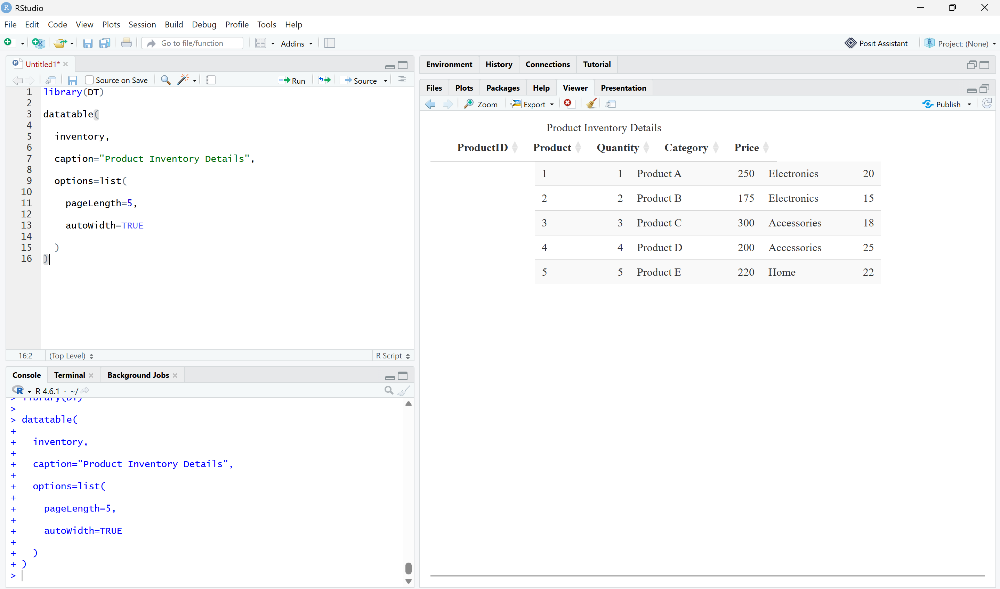 RStudio
File Edit Code View Plots Session Build Debug Profile Tools Help
Go to file/function Addins Posit Assistant Project: (None)
Untitled1*
Source on Save Run Source
1 library(DT)
2
3 datatable(
4
5 inventory,
6
7 caption="Product Inventory Details",
8
9 options=list(
10
11 pageLength=5,
12
13 autoWidth=TRUE
14
15 )
16 )
16:2 (Top Level) R Script
Console Terminal Background Jobs
R 4.6.1 · ~/
> library(DT)
>
> datatable(
+
+ inventory,
+
+ caption="Product Inventory Details",
+
+ options=list(
+
+ pageLength=5,
+
+ autoWidth=TRUE
+
+ )
+ )
>
Environment History Connections Tutorial
Files Plots Packages Help Viewer Presentation
Zoom Export Publish
Product Inventory Details
ProductID Product Quantity Category Price
1 1 Product A 250 Electronics 20
2 2 Product B 175 Electronics 15
3 3 Product C 300 Accessories 18
4 4 Product D 200 Accessories 25
5 5 Product E 220 Home 22